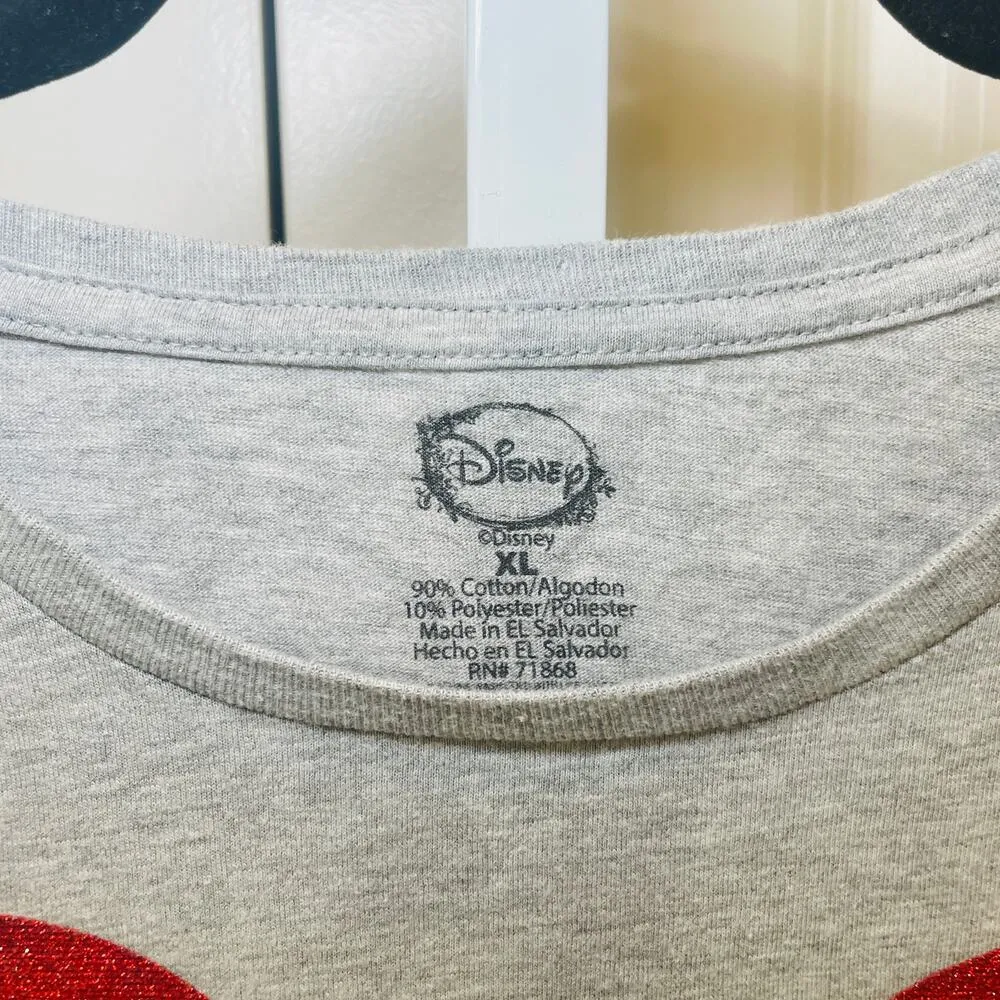 Disney
©Disney
XL
90% Cotton/Algodon
10% Polyester/Poliester
Made in EL Salvador
Hecho en EL Salvador
RN# 71868